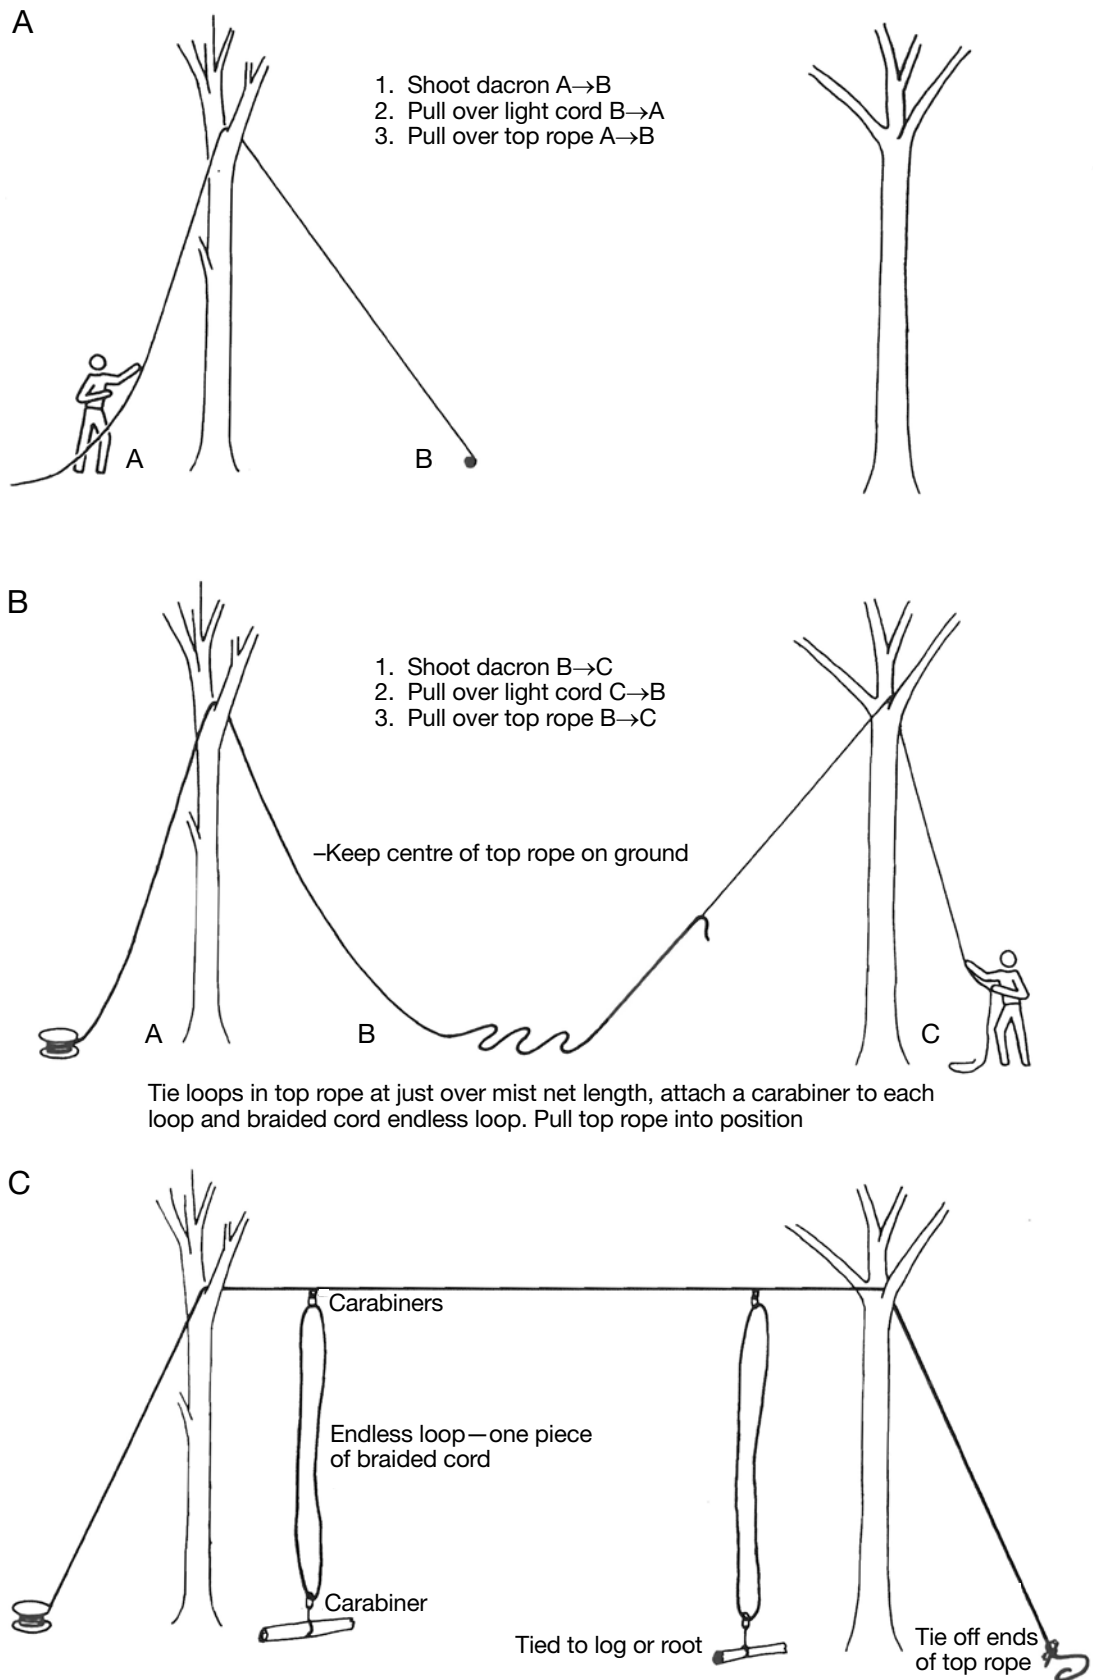 A
1. Shoot dacron A→B
2. Pull over light cord B→A
3. Pull over top rope A→B
A
B
B
1. Shoot dacron B→C
2. Pull over light cord C→B
3. Pull over top rope B→C
–Keep centre of top rope on ground
A
B
C
Tie loops in top rope at just over mist net length, attach a carabiner to each
loop and braided cord endless loop. Pull top rope into position
C
Carabiners
Endless loop—one piece
of braided cord
Carabiner
Tied to log or root
Tie off ends
of top rope